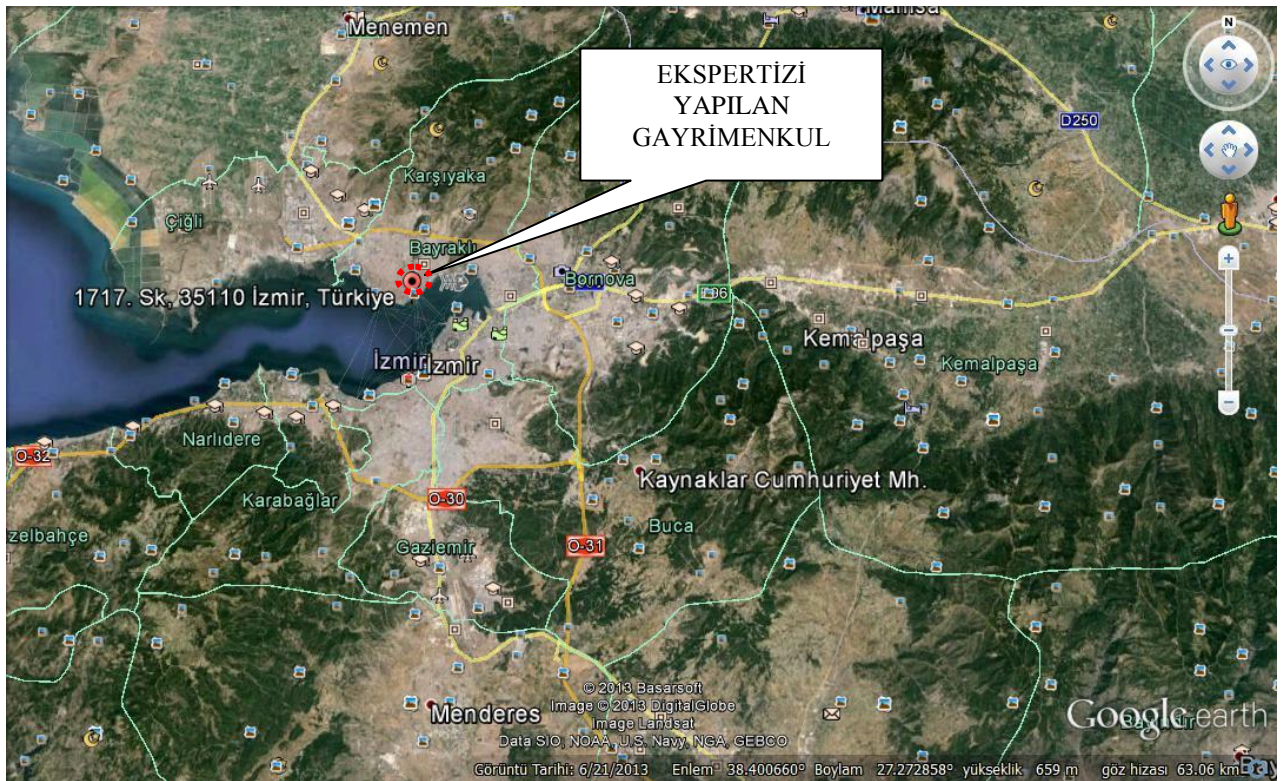 Menemen
EKSPERTİZİ
YAPILAN
GAYRİMENKUL
N
D250
Karşıyaka
Çiğli
Bayraklı
Bornova
1717. Sk, 35110 İzmir, Türkiye
Kemalpaşa
Kemalpaşa
İzmir
İzmir
Narlıdere
O-32
Kaynaklar Cumhuriyet Mh.
Karabağlar
O-30
Buca
zelbahçe
Gaziemir
O-31
© 2013 Basarsoft
Image © 2013 DigitalGlobe
Image Landsat
Data SIO, NOAA, U.S. Navy, NGA, GEBCO
Menderes
Google earth
Görüntü Tarihi: 6/21/2013 Enlem 38.400660° Boylam 27.272858° yükseklik 659 m göz hizası 63.06 km